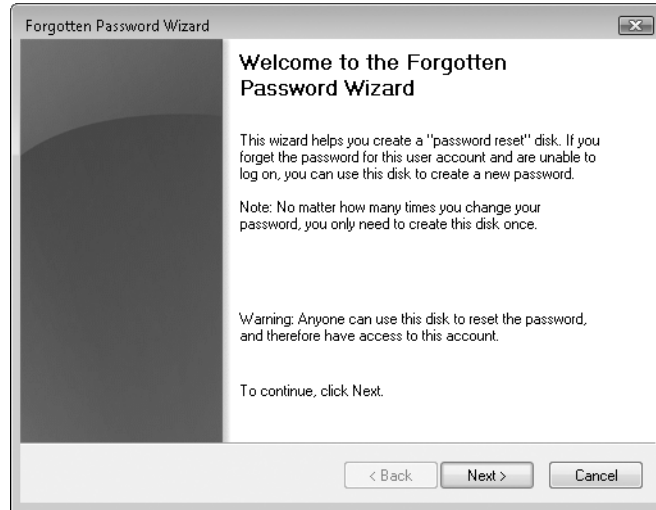 Forgotten Password Wizard
Welcome to the Forgotten
Password Wizard
This wizard helps you create a "password reset" disk. If you
forget the password for this user account and are unable to
log on, you can use this disk to create a new password.
Note: No matter how many times you change your
password, you only need to create this disk once.
Warning: Anyone can use this disk to reset the password,
and therefore have access to this account.
To continue, click Next.
< Back Next > Cancel